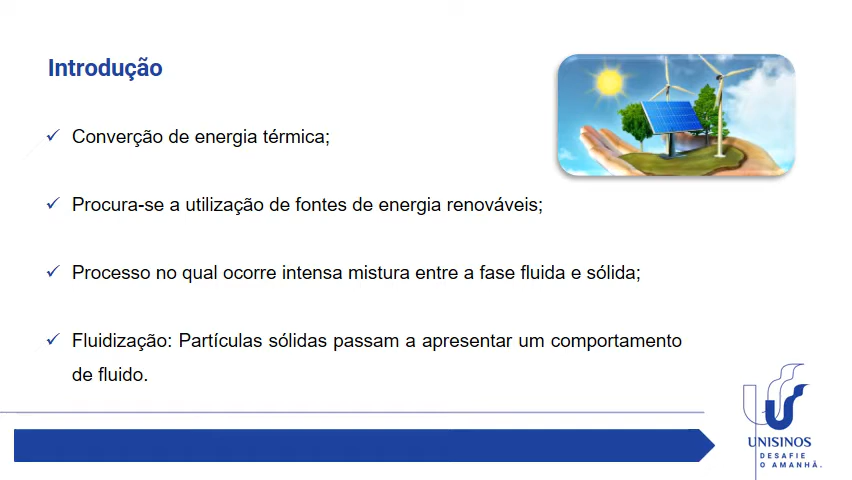 Introdução
Converção de energia térmica;
Procura-se a utilização de fontes de energia renováveis;
Processo no qual ocorre intensa mistura entre a fase fluida e sólida;
Fluidização: Partículas sólidas passam a apresentar um comportamento
de fluido.
UNISINOS
DESAFIE
O AMANHÃ.